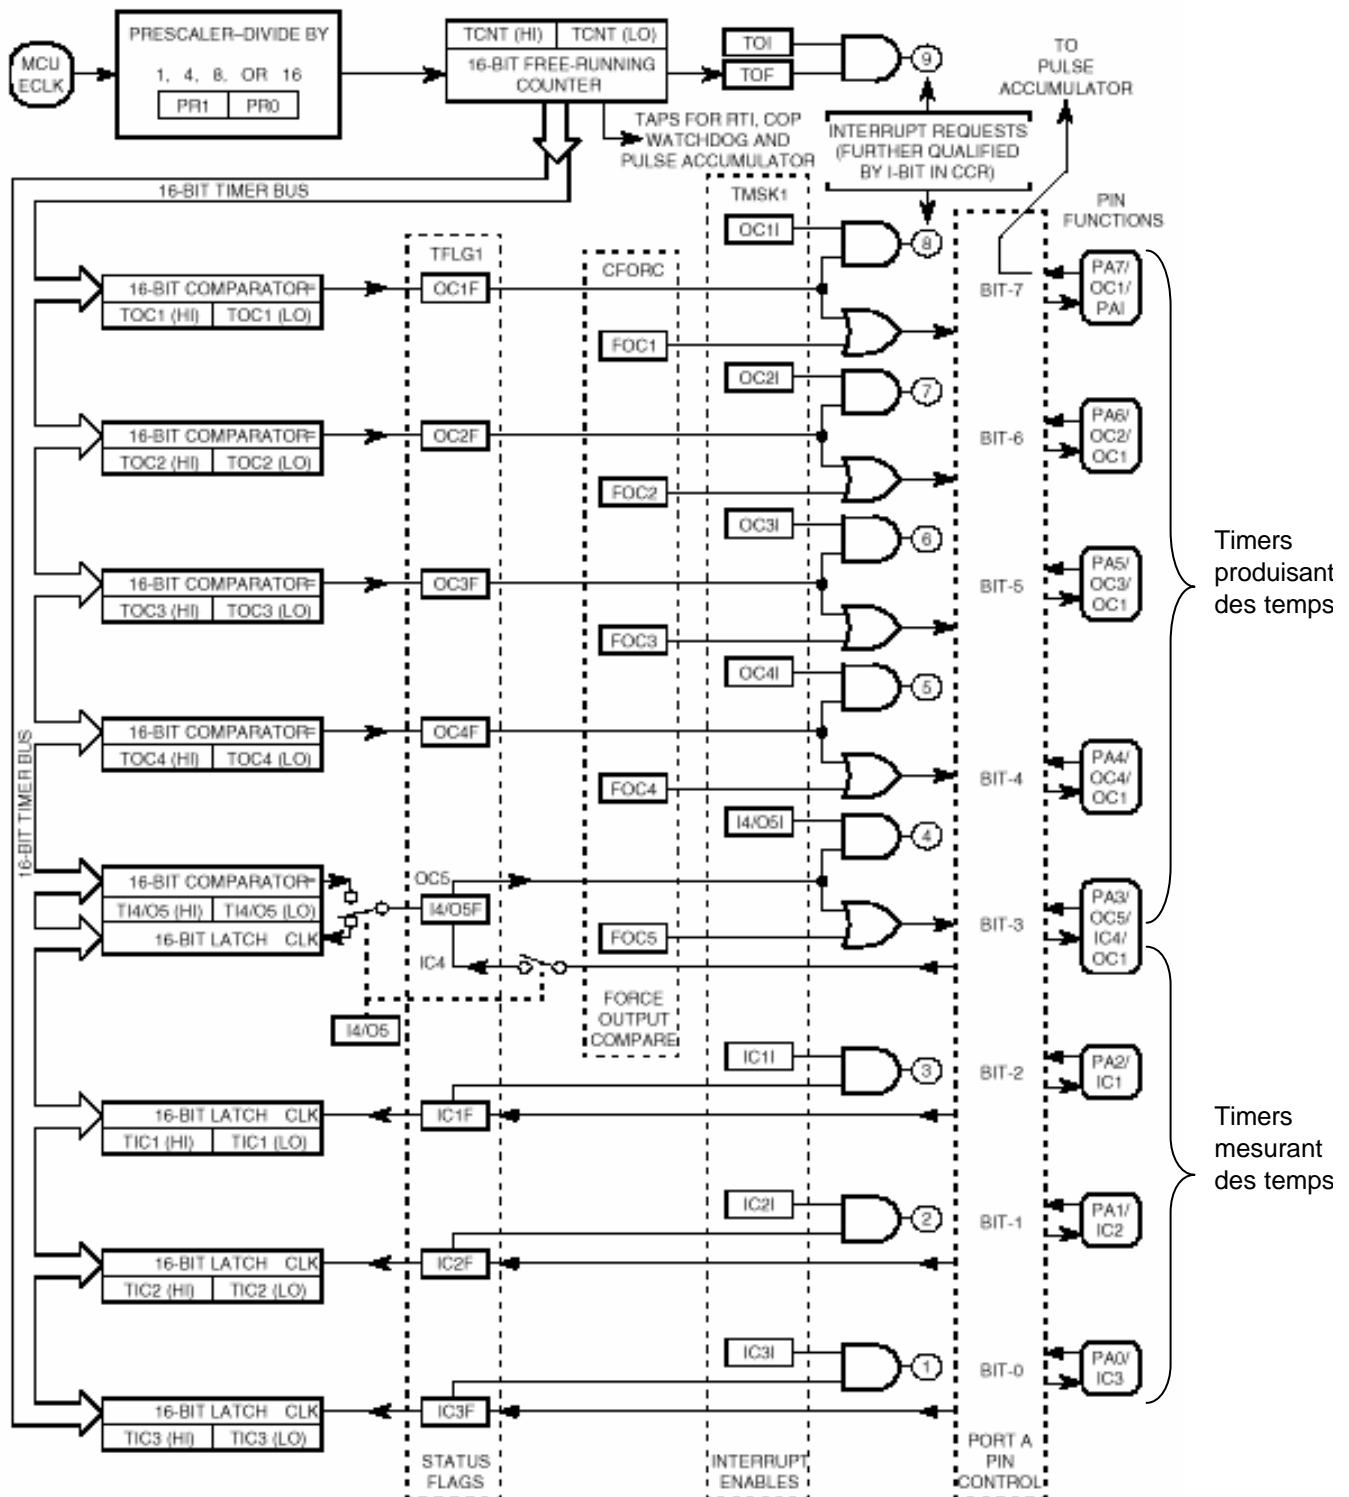 MCU
ECLK
PRESCALER–DIVIDE BY
1, 4, 8, OR 16
PR1 PR0
TCNT (HI) TCNT (LO)
16-BIT FREE-RUNNING
COUNTER
TOI
TOF
9
TO
PULSE
ACCUMULATOR
TAPS FOR RTI, COP
WATCHDOG AND
PULSE ACCUMULATOR
INTERRUPT REQUESTS
(FURTHER QUALIFIED
BY I-BIT IN CCR)
16-BIT TIMER BUS
16-BIT TIMER BUS
TFLG1
CFORC
TMSK1
PIN
FUNCTIONS
OC1I
8
16-BIT COMPARATOR=
TOC1 (HI) TOC1 (LO)
OC1F
FOC1
BIT-7
PA7/
OC1/
PAI
OC2I
7
16-BIT COMPARATOR=
TOC2 (HI) TOC2 (LO)
OC2F
FOC2
BIT-6
PA6/
OC2/
OC1
OC3I
6
16-BIT COMPARATOR=
TOC3 (HI) TOC3 (LO)
OC3F
FOC3
BIT-5
PA5/
OC3/
OC1
Timers
produisant
des temps
OC4I
5
16-BIT COMPARATOR=
TOC4 (HI) TOC4 (LO)
OC4F
FOC4
BIT-4
PA4/
OC4/
OC1
I4/O5I
4
16-BIT COMPARATOR=
TI4/O5 (HI) TI4/O5 (LO)
16-BIT LATCH CLK
OC5
I4/O5F
IC4
FOC5
BIT-3
PA3/
OC5/
IC4/
OC1
I4/O5
FORCE
OUTPUT
COMPARE
IC1I
3
16-BIT LATCH CLK
TIC1 (HI) TIC1 (LO)
IC1F
BIT-2
PA2/
IC1
Timers
mesurant
des temps
IC2I
2
16-BIT LATCH CLK
TIC2 (HI) TIC2 (LO)
IC2F
BIT-1
PA1/
IC2
IC3I
1
16-BIT LATCH CLK
TIC3 (HI) TIC3 (LO)
IC3F
BIT-0
PA0/
IC3
STATUS
FLAGS
INTERRUPT
ENABLES
PORT A
PIN
CONTROL